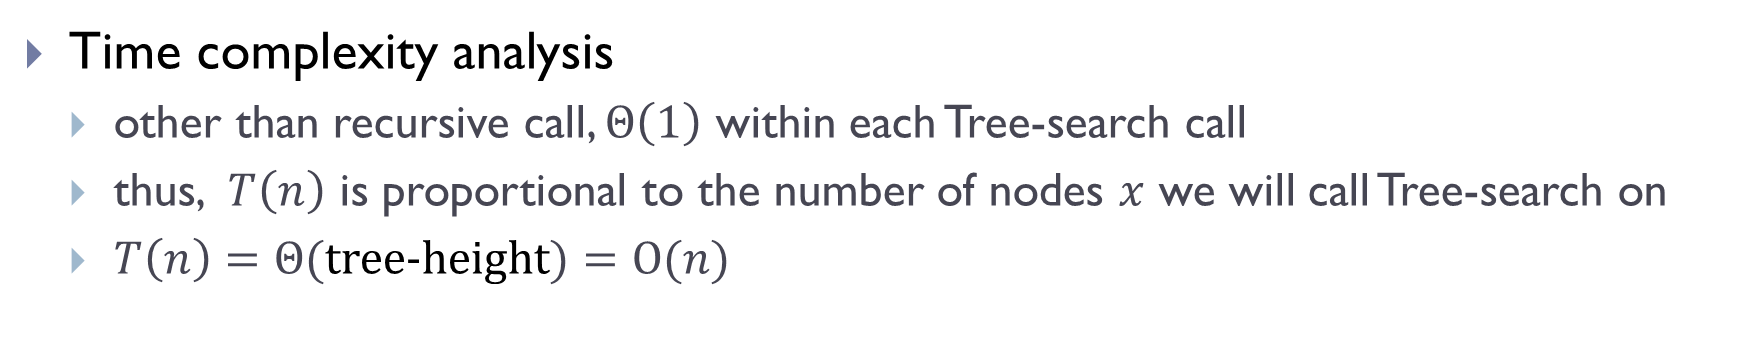 Time complexity analysis
other than recursive call, Θ(1) within each Tree-search call
thus, T(n) is proportional to the number of nodes x we will call Tree-search on
T(n) = Θ(tree-height) = O(n)